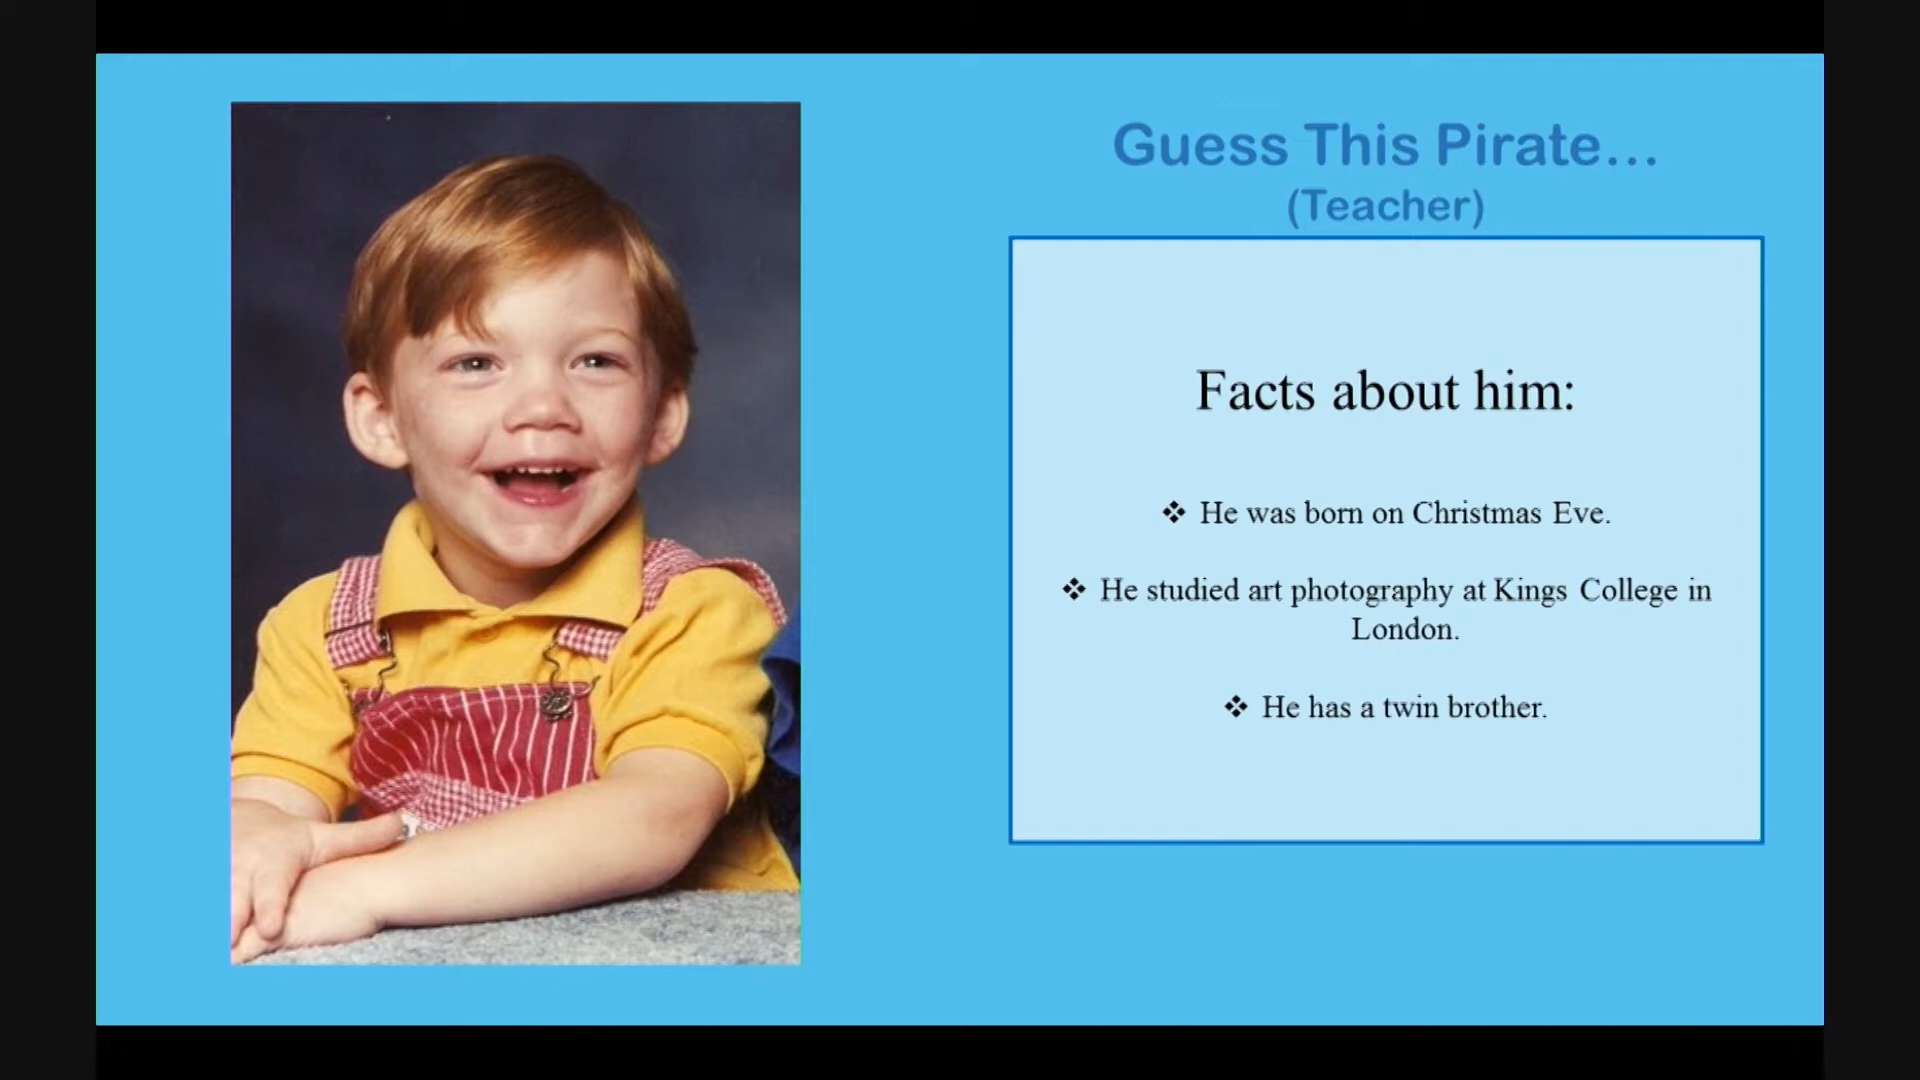 Guess This Pirate...
(Teacher)
Facts about him:
❖ He was born on Christmas Eve.
❖ He studied art photography at Kings College in
London.
❖ He has a twin brother.